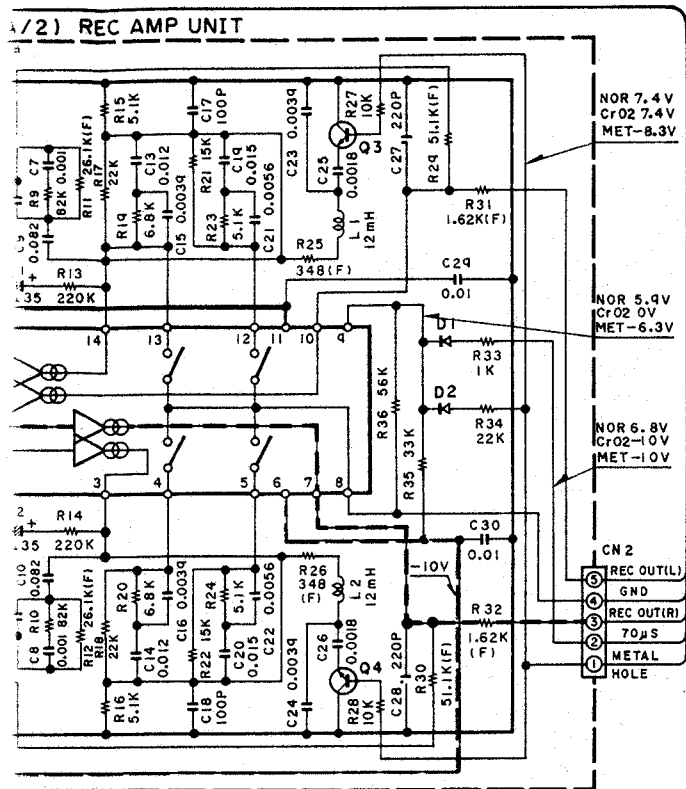 /2) REC AMP UNIT
R15
5.1K
C17
100P
C23
0.0039
R27
10K
Q3
220P
C27
R29
51.1K(F)
NOR 7.4V
CrO2 7.4V
MET-8.3V
C7
0.001
R9
82K
R11
26.1K(F)
R17
22K
C13
0.012
R19
6.8K
C15
0.0039
R21
15K
C19
0.015
R23
5.1K
C21
0.0056
C25
0.0018
L1
12mH
R31
1.62K(F)
C9
0.082
R13
220K
.35
R25
348(F)
C29
0.01
NOR 5.9V
CrO2 0V
MET-6.3V
14
13
12
11
10
9
D1
R33
1K
D2
R34
22K
R36
56K
R35
33K
NOR 6.8V
CrO2-10V
MET-10V
3
4
5
6
7
8
R14
220K
.35
C30
0.01
-10V
CN2
5
REC OUT(L)
4
GND
3
REC OUT(R)
2
70µS
1
METAL
HOLE
C10
0.082
R10
82K
C8
0.001
R12
26.1K(F)
R18
22K
R20
6.8K
C14
0.012
0.0039
C16
R22
15K
R24
5.1K
C20
0.015
0.0056
C22
R26
348
(F)
L2
12mH
C26
0.0018
Q4
R32
1.62K
(F)
R16
5.1K
C18
100P
C24
0.0039
R28
10K
C28
220P
R30
51.1K(F)